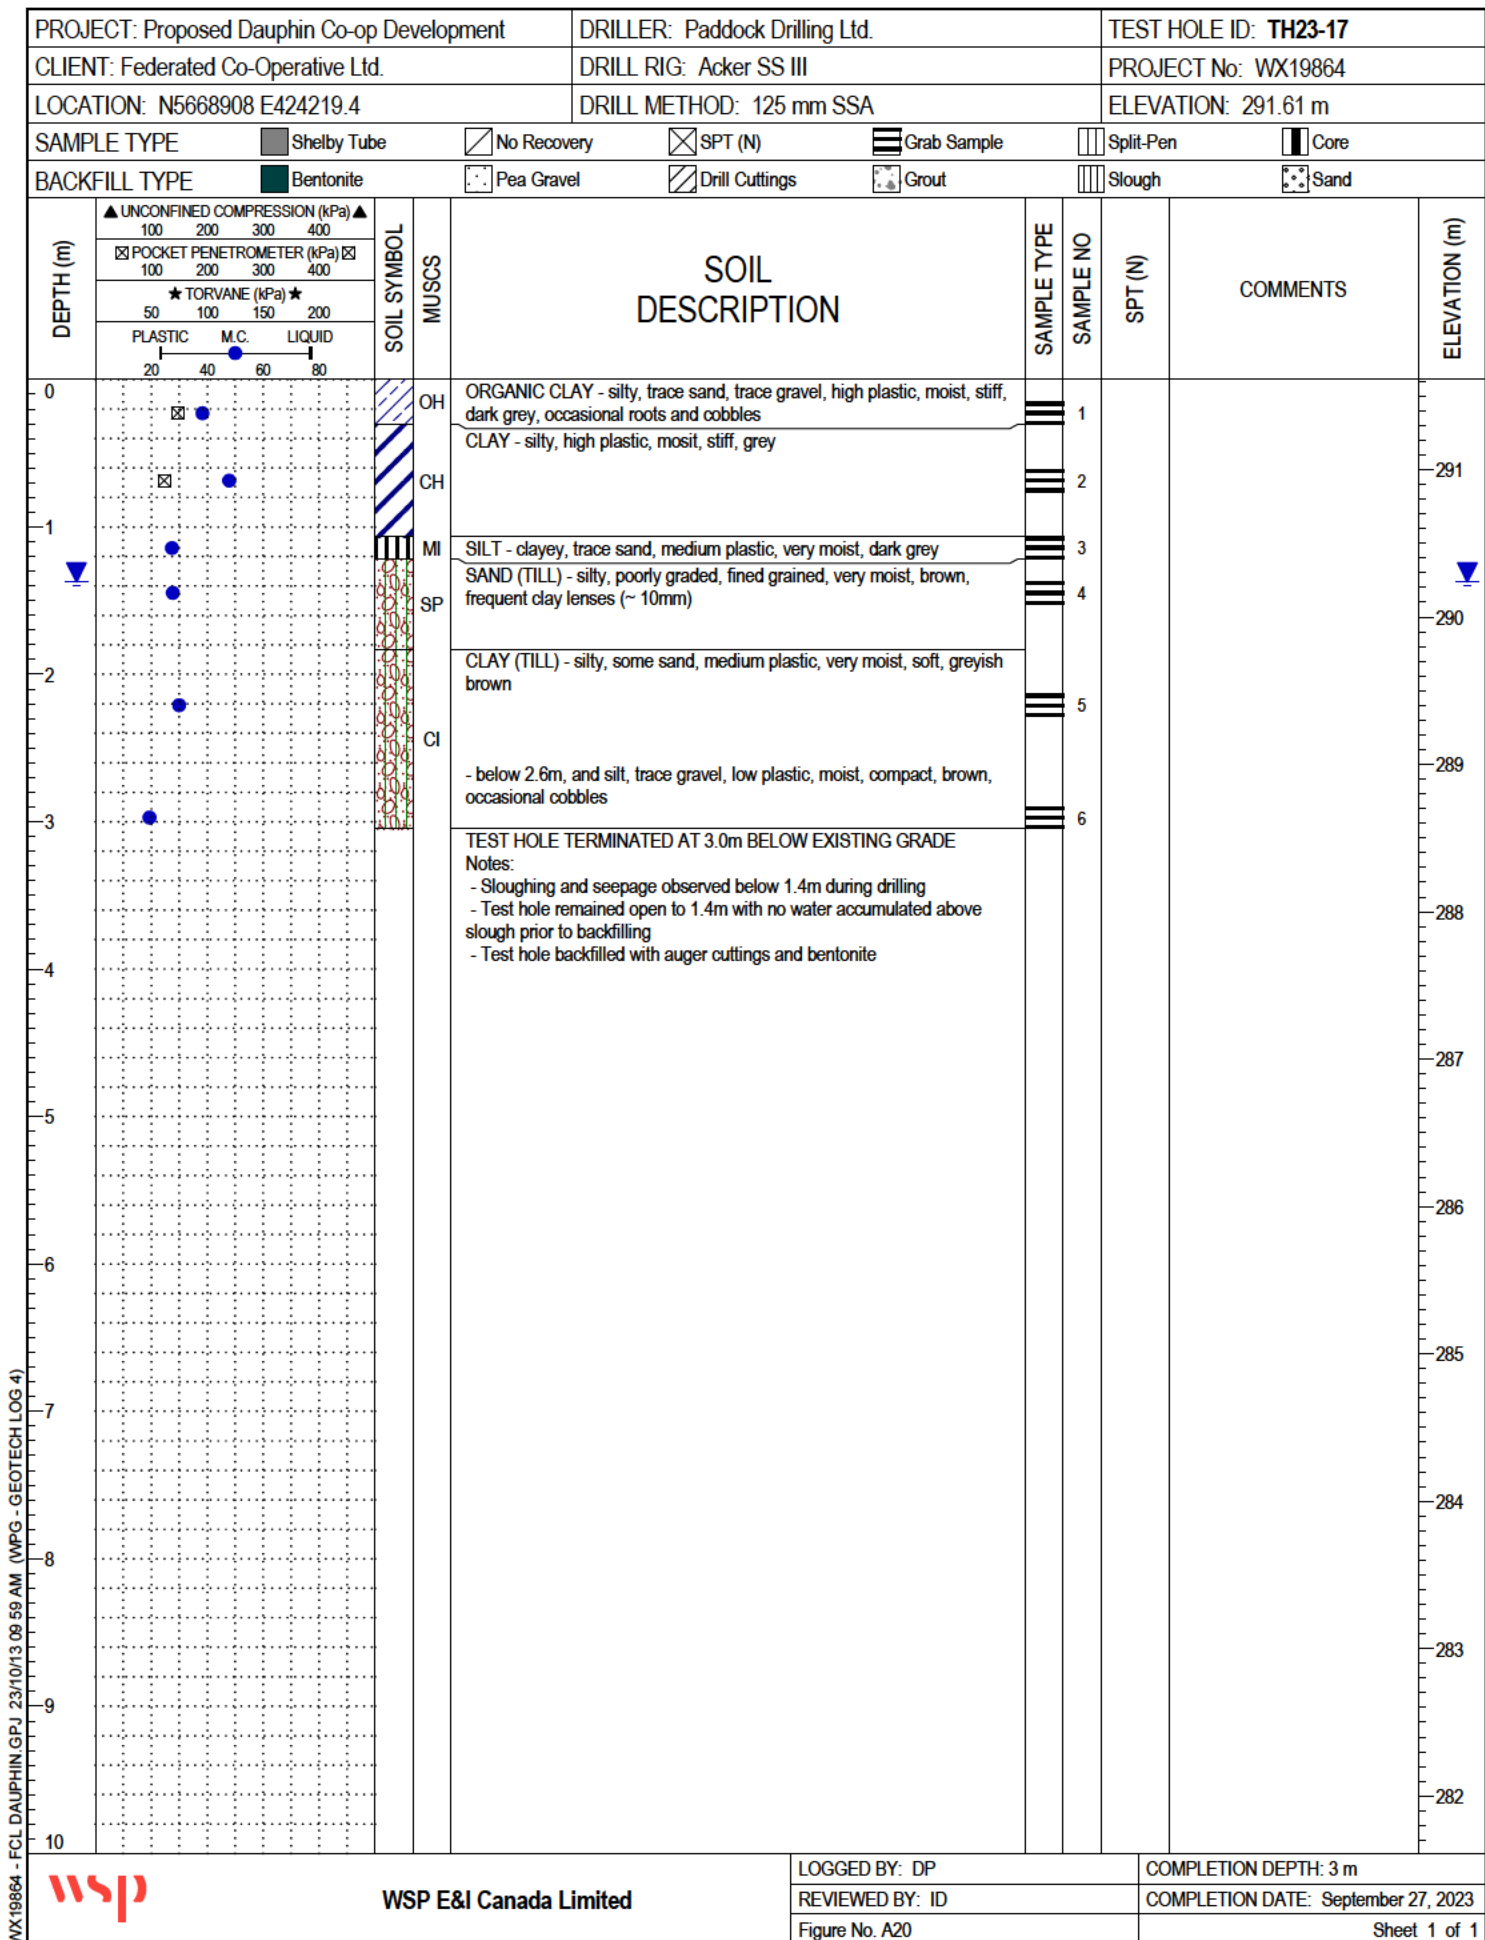 PROJECT: Proposed Dauphin Co-op Development
DRILLER: Paddock Drilling Ltd.
TEST HOLE ID: TH23-17
CLIENT: Federated Co-Operative Ltd.
DRILL RIG: Acker SS III
PROJECT No: WX19864
LOCATION: N5668908 E424219.4
DRILL METHOD: 125 mm SSA
ELEVATION: 291.61 m
SAMPLE TYPE
Shelby Tube
No Recovery
SPT (N)
Grab Sample
Split-Pen
Core
BACKFILL TYPE
Bentonite
Pea Gravel
Drill Cuttings
Grout
Slough
Sand
DEPTH (m)
▲ UNCONFINED COMPRESSION (kPa) ▲
100 200 300 400
POCKET PENETROMETER (kPa)
100 200 300 400
★ TORVANE (kPa) ★
50 100 150 200
PLASTIC M.C. LIQUID
20 40 60 80
SOIL SYMBOL
MUSCS
SOIL
DESCRIPTION
SAMPLE TYPE
SAMPLE NO
SPT (N)
COMMENTS
ELEVATION (m)
0
OH
ORGANIC CLAY - silty, trace sand, trace gravel, high plastic, moist, stiff,
dark grey, occasional roots and cobbles
1
CLAY - silty, high plastic, mosit, stiff, grey
291
CH
2
1
MI
SILT - clayey, trace sand, medium plastic, very moist, dark grey
3
SAND (TILL) - silty, poorly graded, fined grained, very moist, brown,
frequent clay lenses (~ 10mm)
SP
4
290
CLAY (TILL) - silty, some sand, medium plastic, very moist, soft, greyish
brown
2
5
CI
289
- below 2.6m, and silt, trace gravel, low plastic, moist, compact, brown,
occasional cobbles
3
6
TEST HOLE TERMINATED AT 3.0m BELOW EXISTING GRADE
Notes:
- Sloughing and seepage observed below 1.4m during drilling
- Test hole remained open to 1.4m with no water accumulated above
slough prior to backfilling
- Test hole backfilled with auger cuttings and bentonite
288
4
287
5
286
6
285
7
284
8
283
9
282
10
WX19864 - FCL DAUPHIN.GPJ 23/10/13 09 59 AM (WPG - GEOTECH LOG 4)
wsp
WSP E&I Canada Limited
LOGGED BY: DP
COMPLETION DEPTH: 3 m
REVIEWED BY: ID
COMPLETION DATE: September 27, 2023
Figure No. A20
Sheet 1 of 1